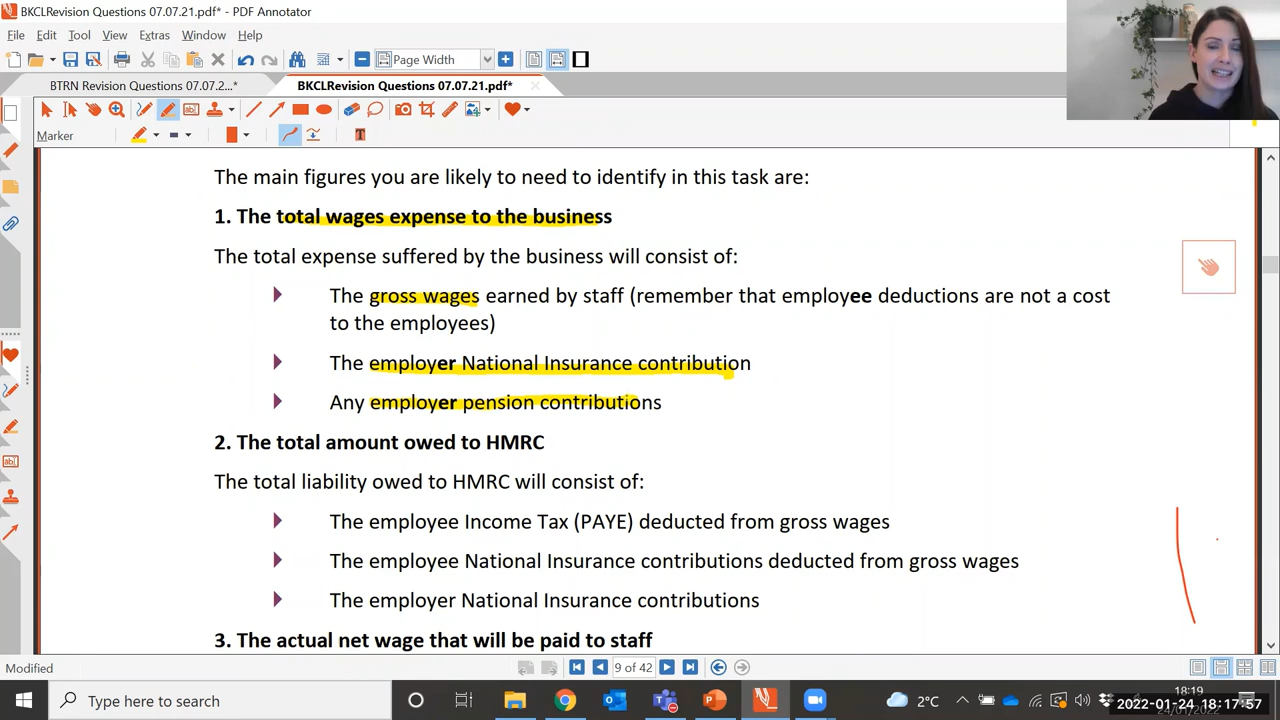 BKCLRevision Questions 07.07.21.pdf* - PDF Annotator
File Edit Tool View Extras Window Help
Page Width
BTRN Revision Questions 07.07.2...*
BKCLRevision Questions 07.07.21.pdf*
Marker
The main figures you are likely to need to identify in this task are:
1. The total wages expense to the business
The total expense suffered by the business will consist of:
The gross wages earned by staff (remember that employee deductions are not a cost
to the employees)
The employer National Insurance contribution
Any employer pension contributions
2. The total amount owed to HMRC
The total liability owed to HMRC will consist of:
The employee Income Tax (PAYE) deducted from gross wages
The employee National Insurance contributions deducted from gross wages
The employer National Insurance contributions
3. The actual net wage that will be paid to staff
Modified
9 of 42
Type here to search
2°C
18:19
2022-01-24 18:17:57
24/01/2022